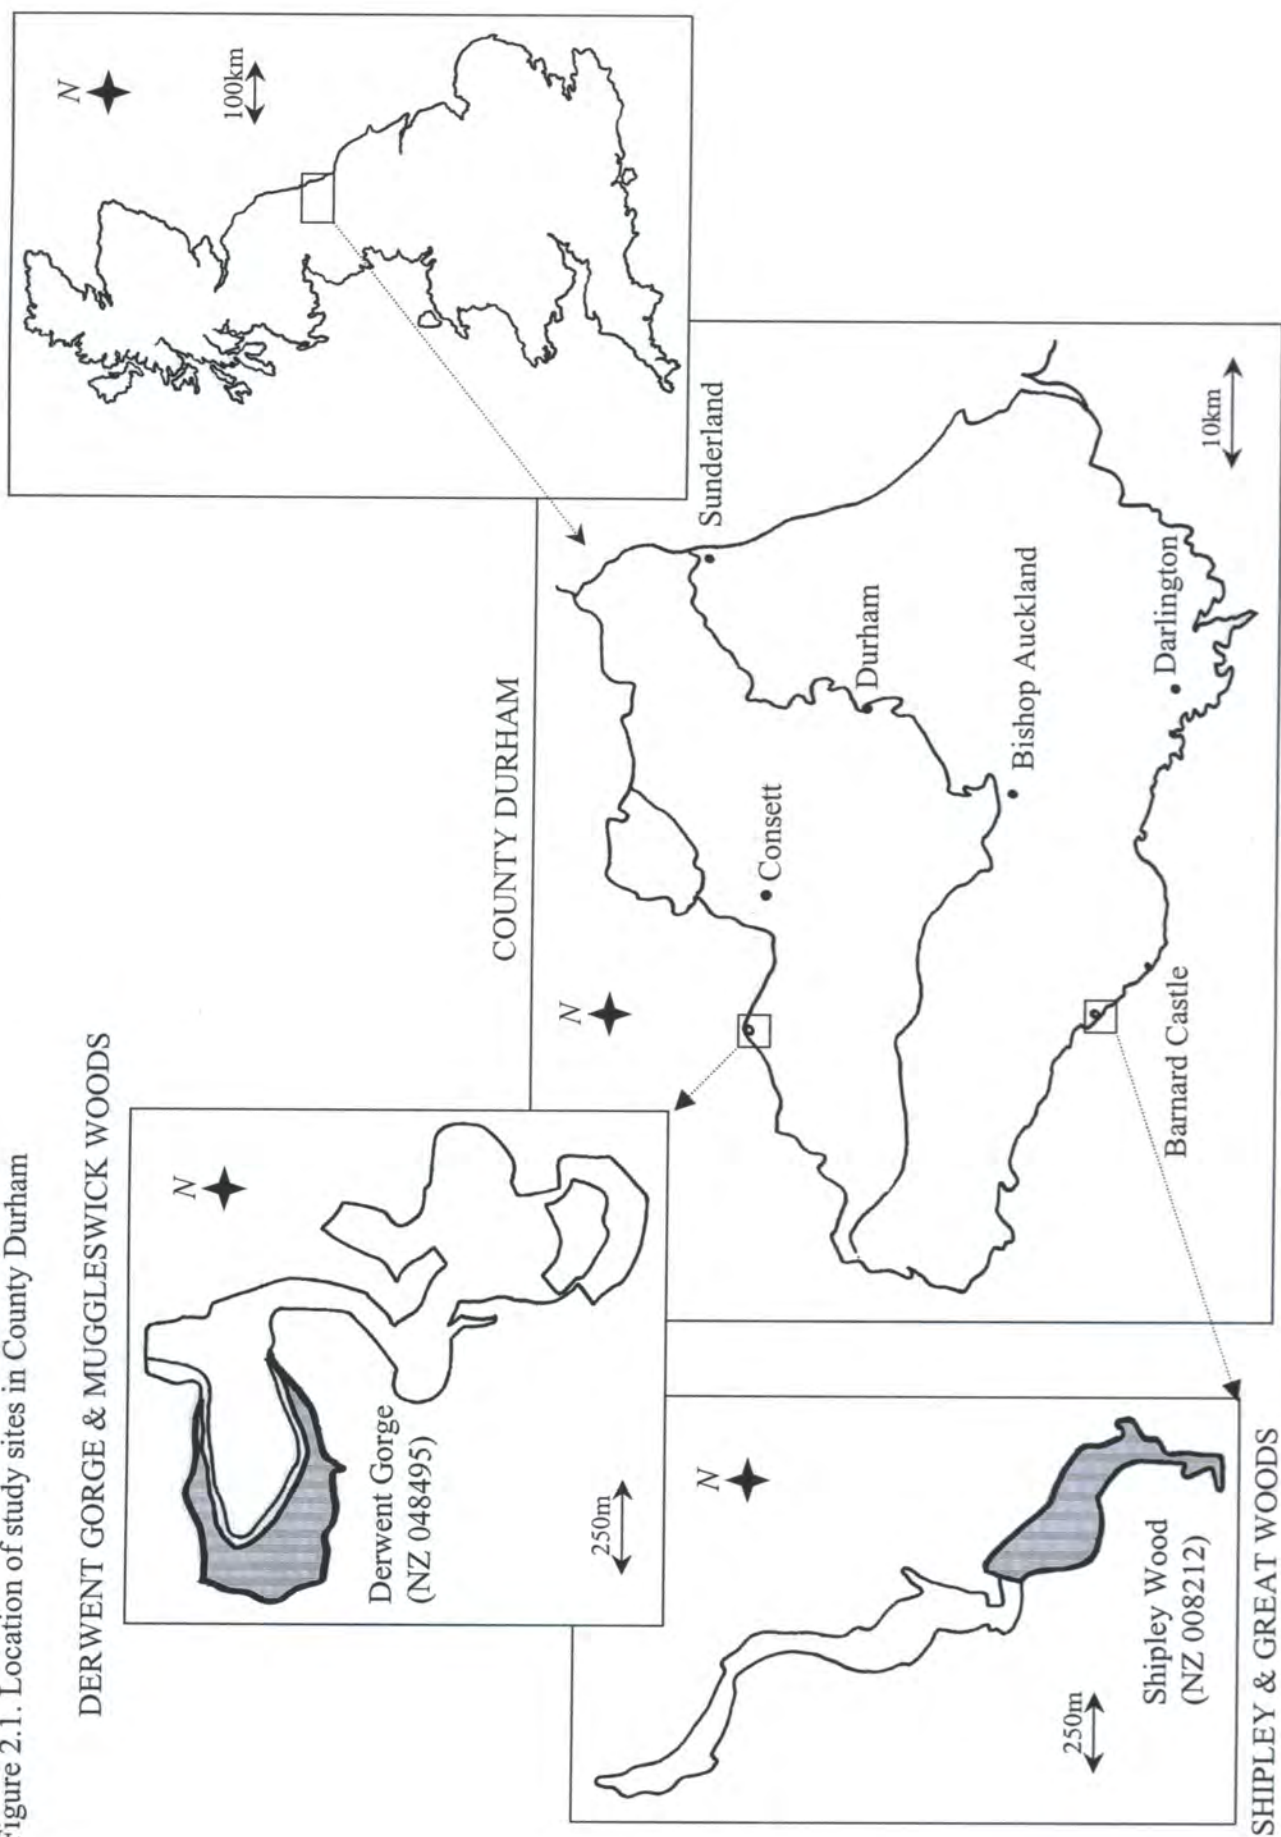 Figure 2.1. Location of study sites in County Durham
DERWENT GORGE & MUGGLESWICK WOODS
N
Derwent Gorge
(NZ 048495)
250m
COUNTY DURHAM
N
100km
N
Sunderland
Consett
Durham
Bishop Auckland
Darlington
Barnard Castle
10km
N
Shipley Wood
(NZ 008212)
250m
SHIPLEY & GREAT WOODS